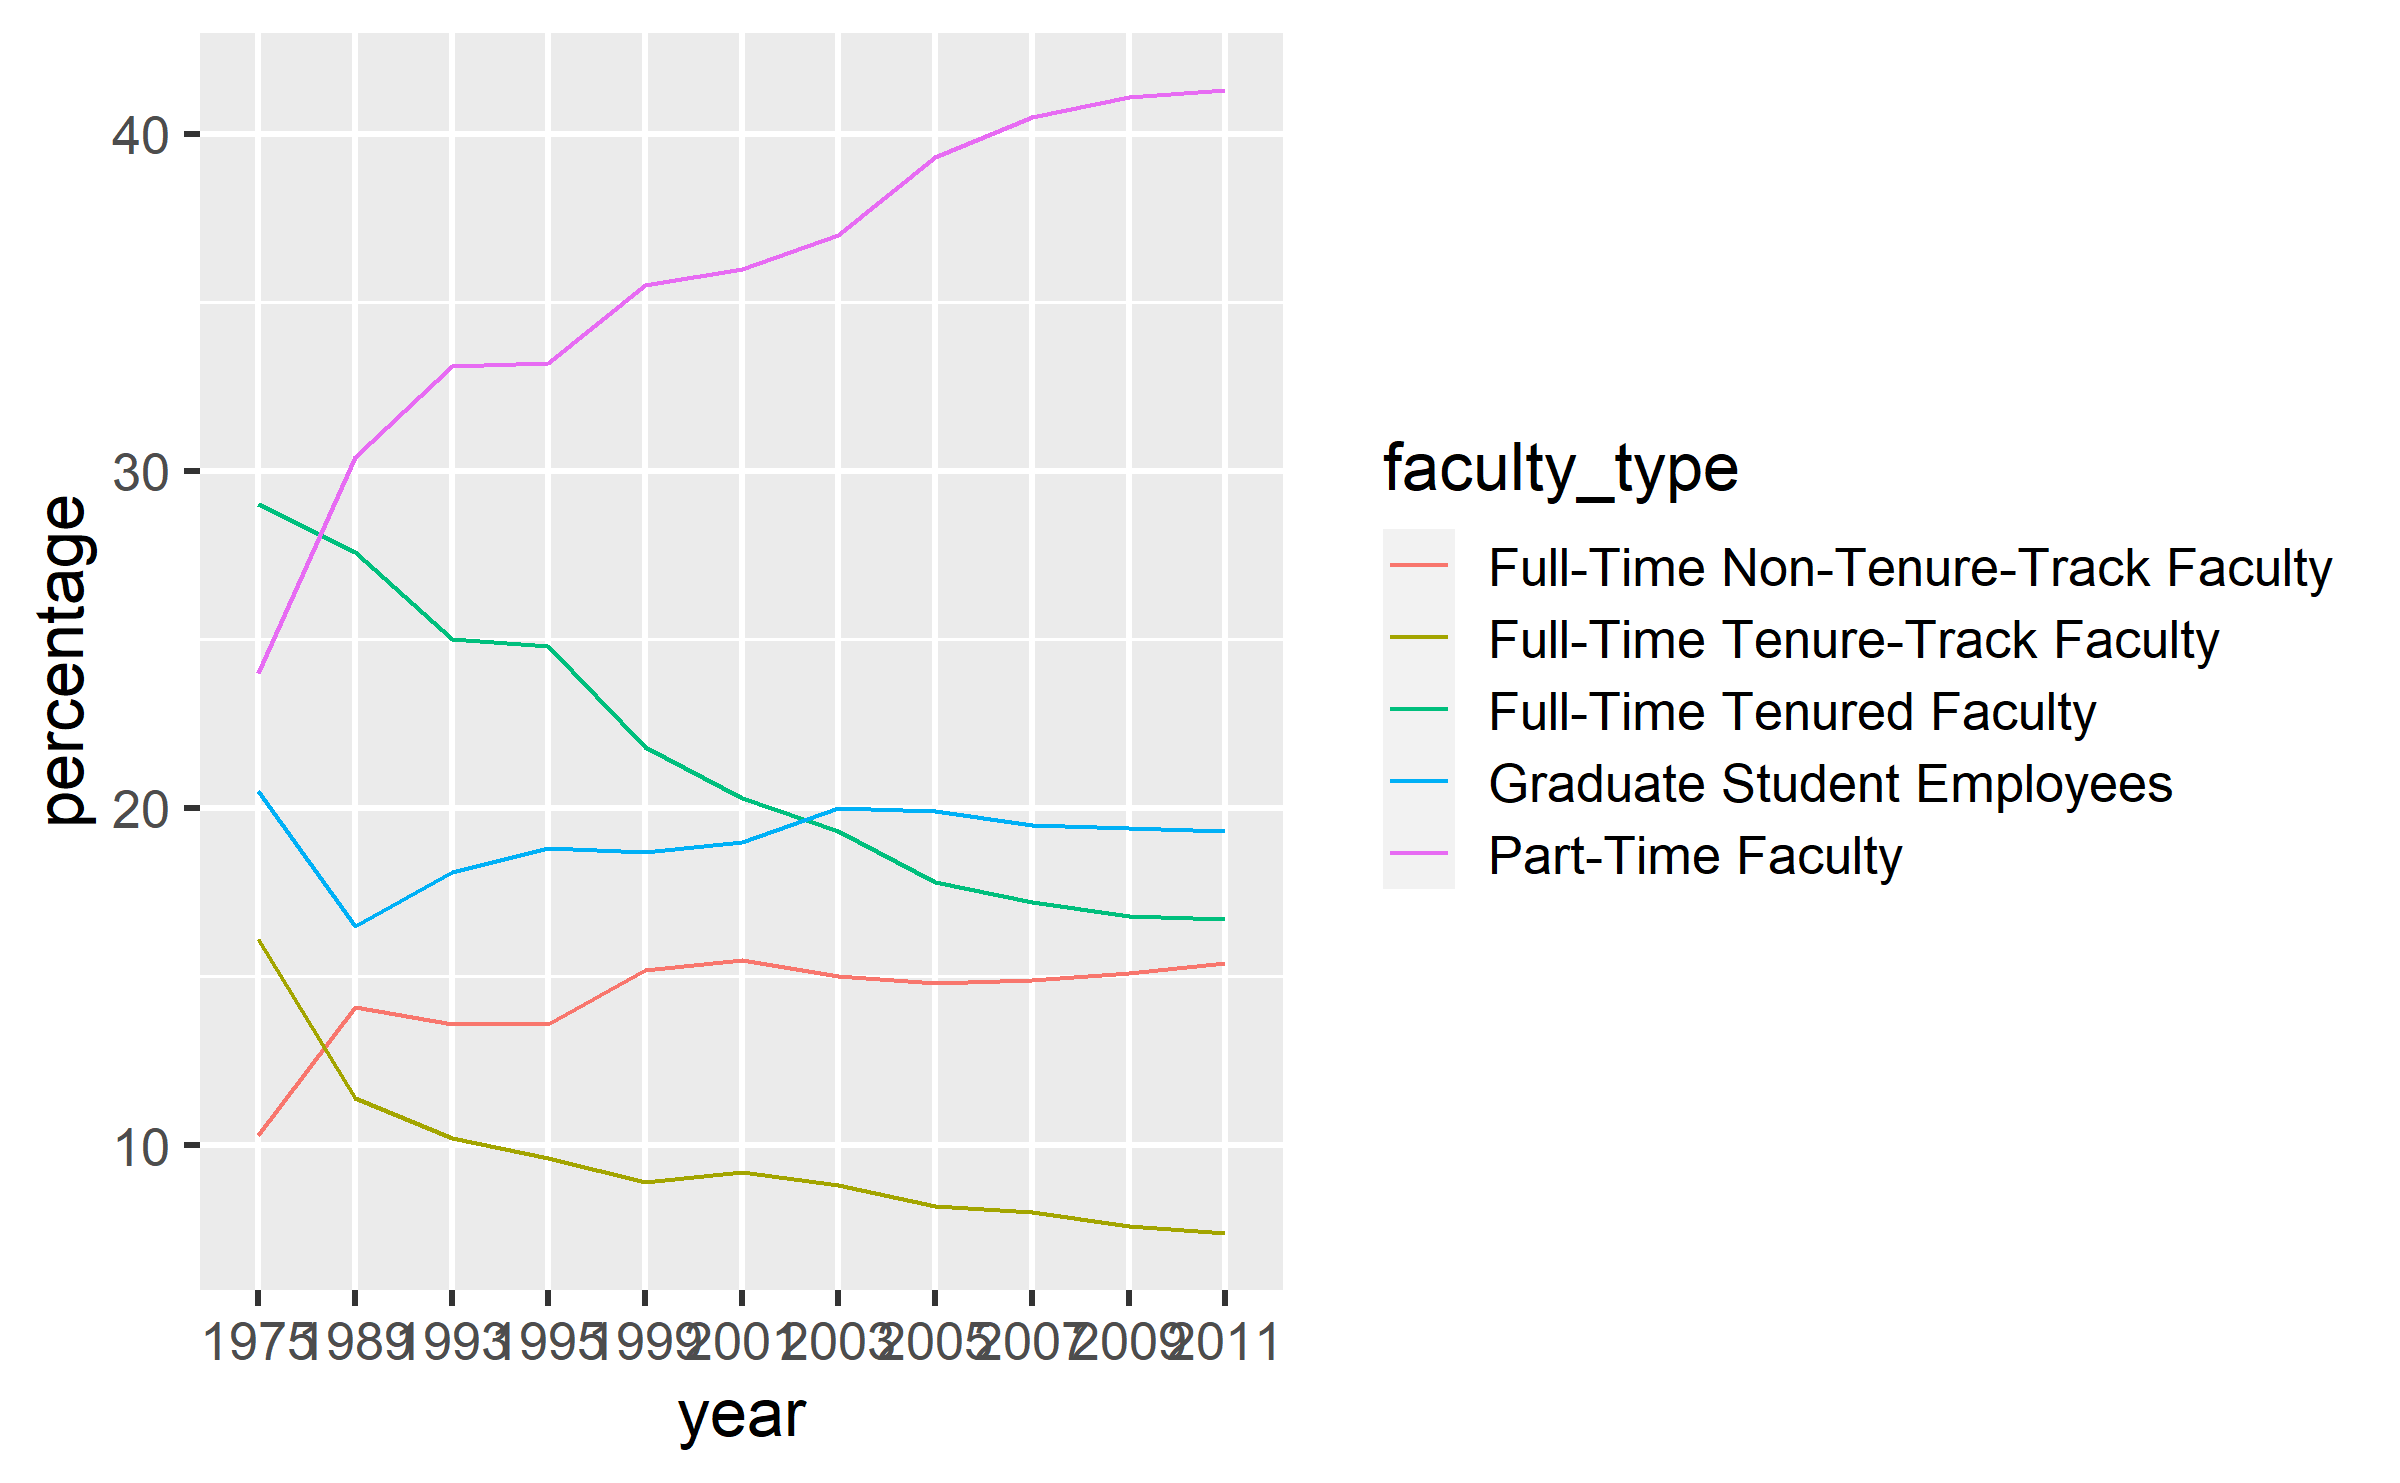 40
30
20
10
percentage
1975 1989 1993 1995 1999 2001 2003 2005 2007 2009 2011
year
faculty_type
Full-Time Non-Tenure-Track Faculty
Full-Time Tenure-Track Faculty
Full-Time Tenured Faculty
Graduate Student Employees
Part-Time Faculty